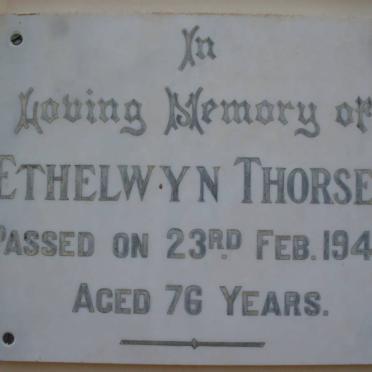 In
Loving Memory of
ETHELWYN THORSE
PASSED ON 23RD FEB. 194
AGED 76 YEARS.